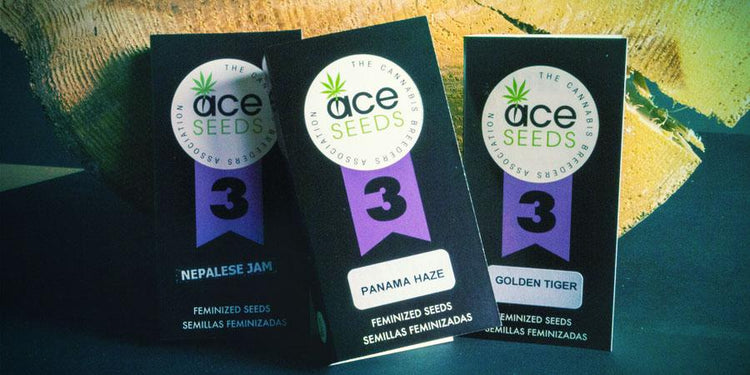 THE CANNABIS BREEDERS ASSOCIATION
ace
SEEDS
3
NEPALESE JAM
FEMINIZED SEEDS
SEMILLAS FEMINIZADAS
THE CANNABIS BREEDERS ASSOCIATION
ace
SEEDS
3
PANAMA HAZE
FEMINIZED SEEDS
SEMILLAS FEMINIZADAS
THE CANNABIS BREEDERS ASSOCIATION
ace
SEEDS
3
GOLDEN TIGER
FEMINIZED SEEDS
SEMILLAS FEMINIZADAS